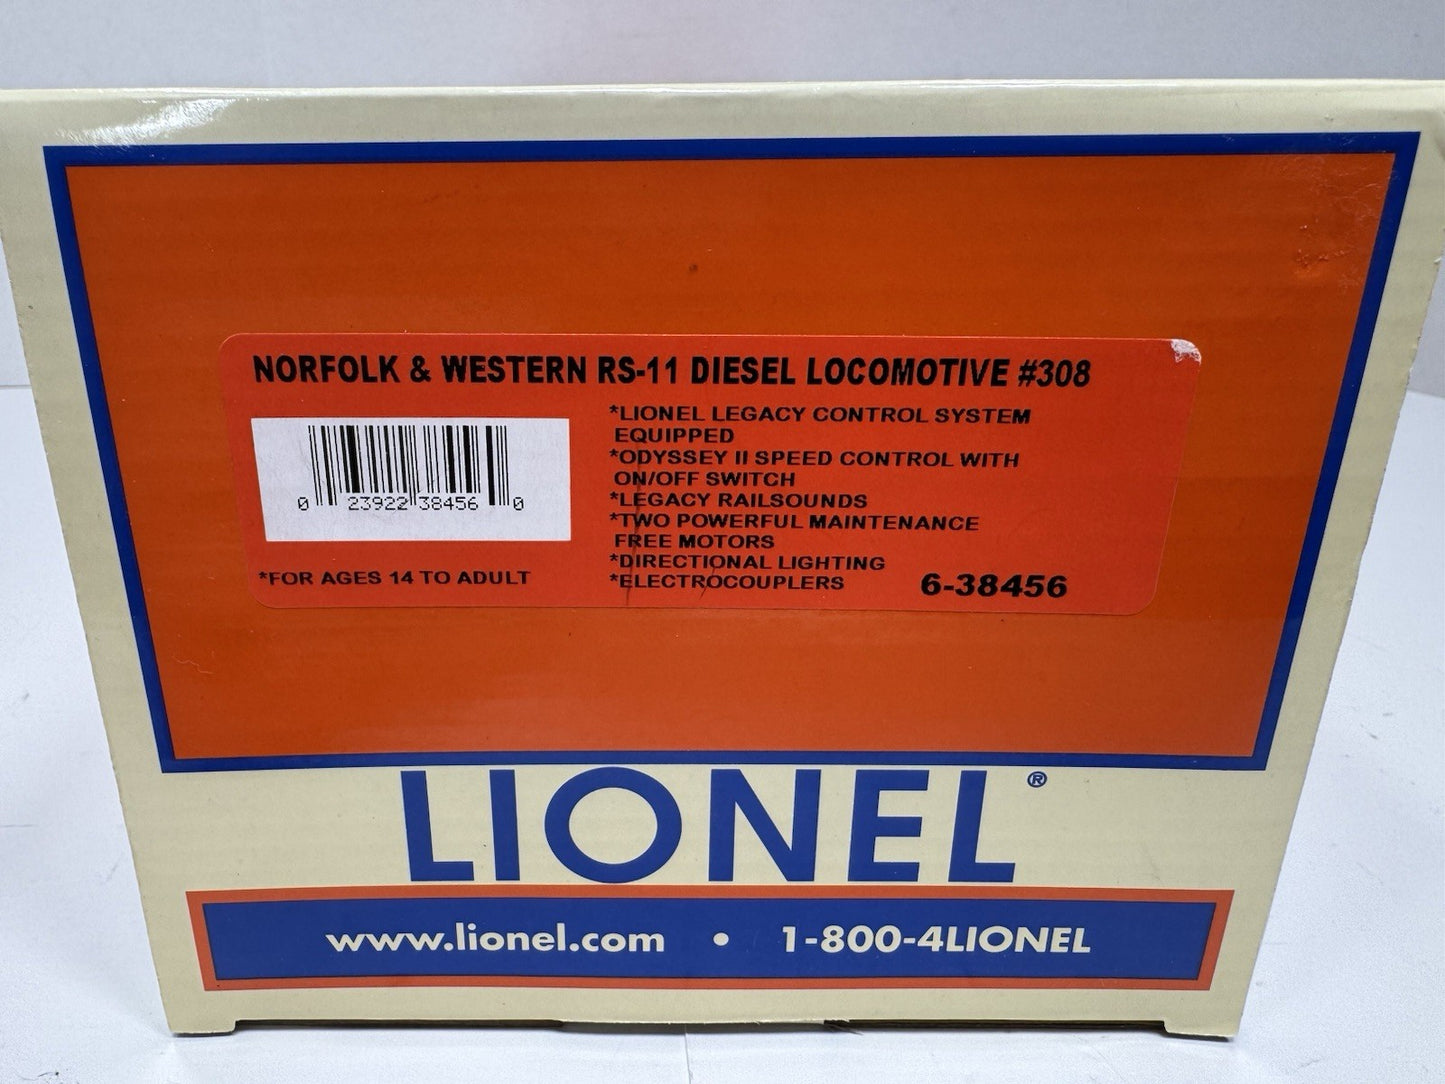 NORFOLK & WESTERN RS-11 DIESEL LOCOMOTIVE #308
*LIONEL LEGACY CONTROL SYSTEM
EQUIPPED
*ODYSSEY II SPEED CONTROL WITH
ON/OFF SWITCH
*LEGACY RAILSOUNDS
*TWO POWERFUL MAINTENANCE
FREE MOTORS
*DIRECTIONAL LIGHTING
*ELECTROCOUPLERS
6-38456
0 23922 38456 0
*FOR AGES 14 TO ADULT
LIONEL®
www.lionel.com • 1-800-4LIONEL